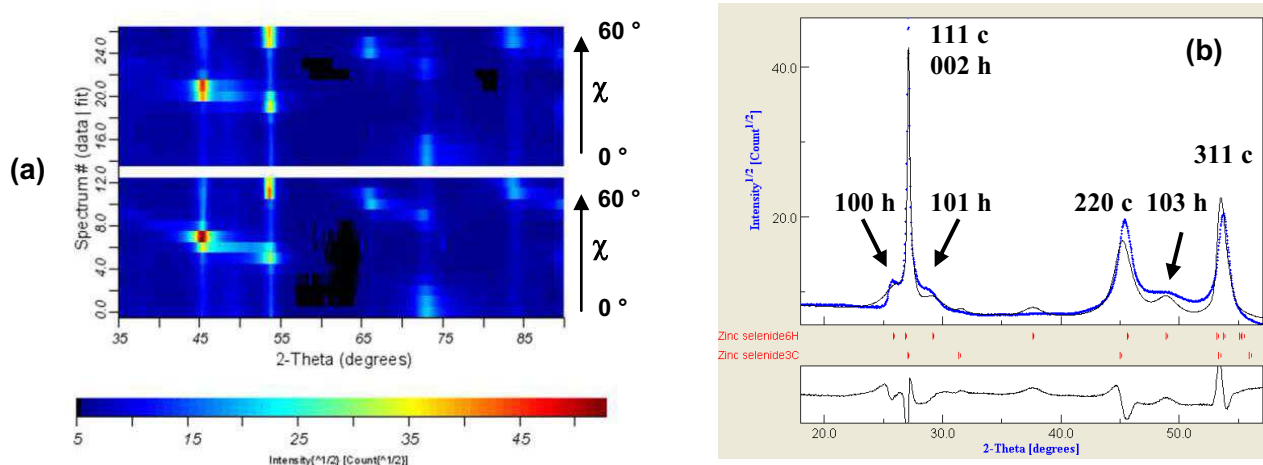 (a)
Spectrum # (data | fit)
24.0
20.0
16.0
12.0
8.0
4.0
0.0
60 °
χ
0 °
60 °
χ
0 °
35 45 55 65 75 85
2-Theta (degrees)
5 15 25 35 45
Intensity[^1/2} [Count[^1/2}]
(b)
Intensity^1/2 [Count^1/2]
40.0
20.0
111 c
002 h
100 h
101 h
220 c
103 h
311 c
Zinc selenide6H
Zinc selenide3C
20.0 30.0 40.0 50.0
2-Theta [degrees]